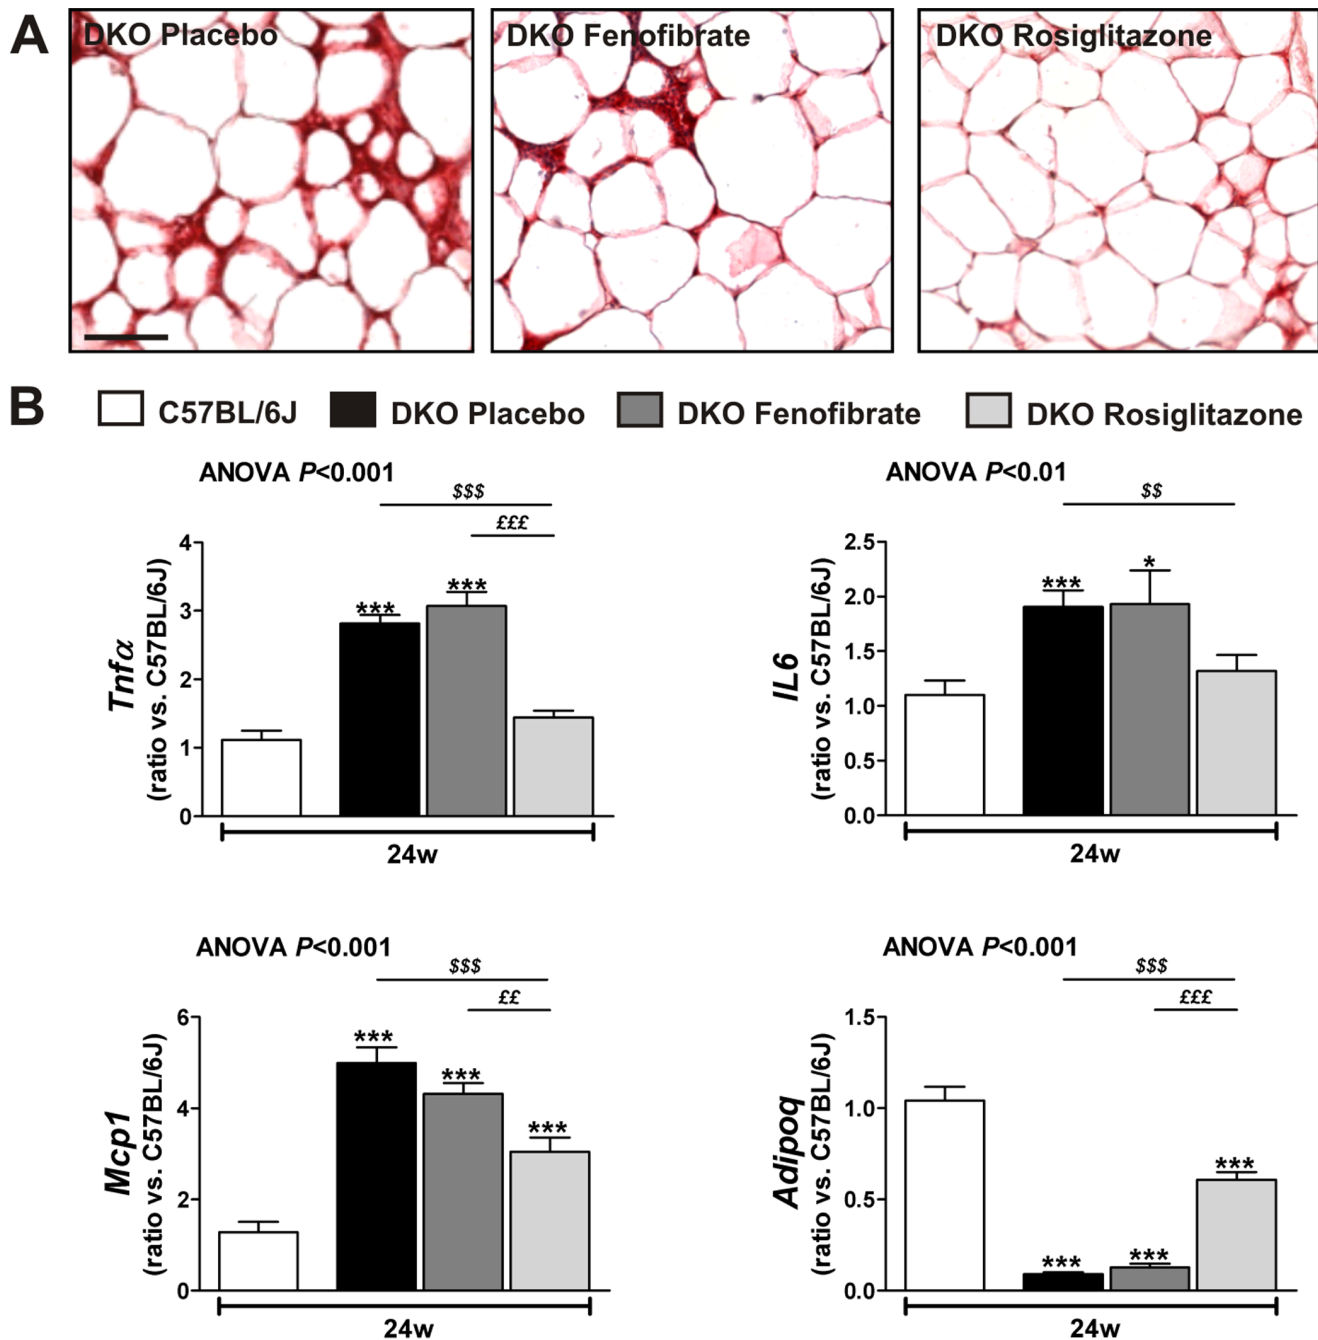 A
DKO Placebo
DKO Fenofibrate
DKO Rosiglitazone
B
C57BL/6J
DKO Placebo
DKO Fenofibrate
DKO Rosiglitazone
ANOVA P<0.001
$$$
£££
Tnfα
(ratio vs. C57BL/6J)
4
3
2
1
0
***
***
24w
ANOVA P<0.01
$$
IL6
(ratio vs. C57BL/6J)
2.5
2.0
1.5
1.0
0.5
0.0
***
*
24w
ANOVA P<0.001
$$$
££
Mcp1
(ratio vs. C57BL/6J)
6
4
2
0
***
***
***
24w
ANOVA P<0.001
$$$
£££
Adipoq
(ratio vs. C57BL/6J)
1.5
1.0
0.5
0.0
***
***
***
24w